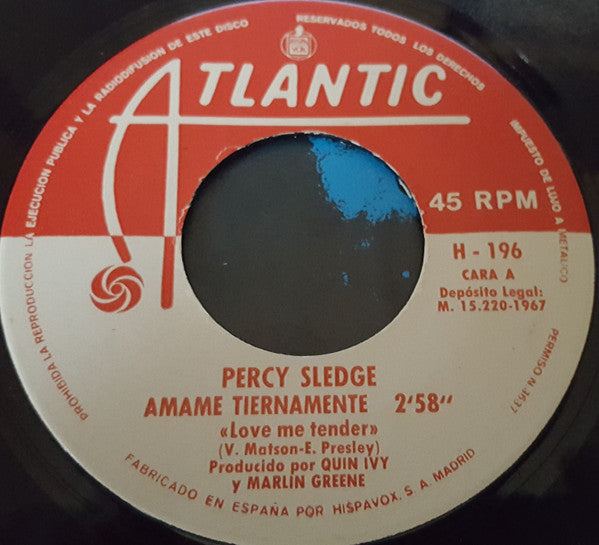 PROHIBIDA LA REPRODUCCION. LA EJECUCION PUBLICA Y LA RADIODIFUSION DE ESTE DISCO
RESERVADOS TODOS LOS DERECHOS
IMPUESTO DE LUJO A METALICO
PERMISO N 3637
ATLANTIC
45 RPM
H - 196
CARA A
Depósito Legal:
M. 15.220-1967
PERCY SLEDGE
AMAME TIERNAMENTE 2'58"
«Love me tender»
(V. Matson-E. Presley)
Producido por QUIN IVY
y MARLIN GREENE
FABRICADO EN ESPAÑA POR HISPAVOX. S. A. MADRID